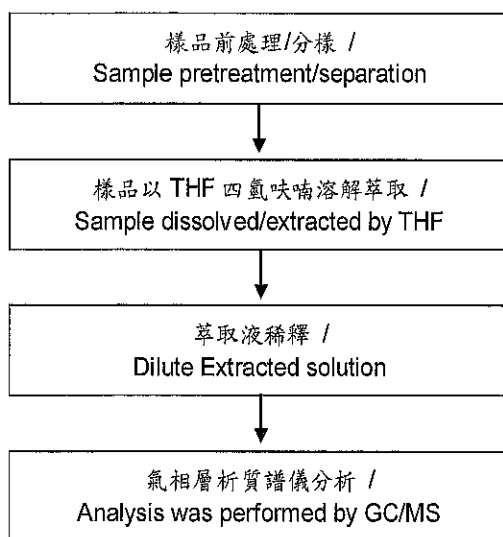 樣品前處理/分樣 /
Sample pretreatment/separation
樣品以 THF 四氫呋喃溶解萃取 /
Sample dissolved/extracted by THF
萃取液稀釋 /
Dilute Extracted solution
氣相層析質譜儀分析 /
Analysis was performed by GC/MS